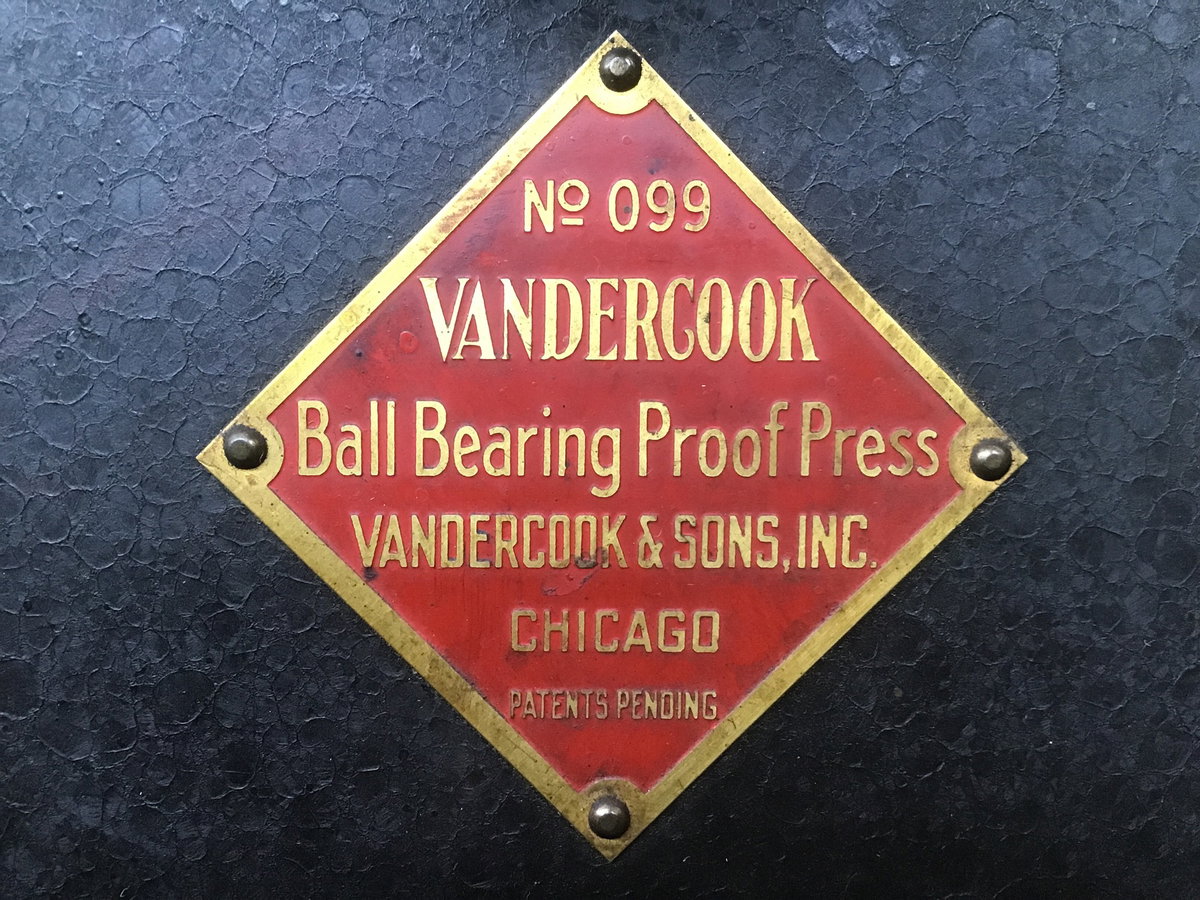 Nº 099
VANDERCOOK
Ball Bearing Proof Press
VANDERCOOK & SONS, INC.
CHICAGO
PATENTS PENDING